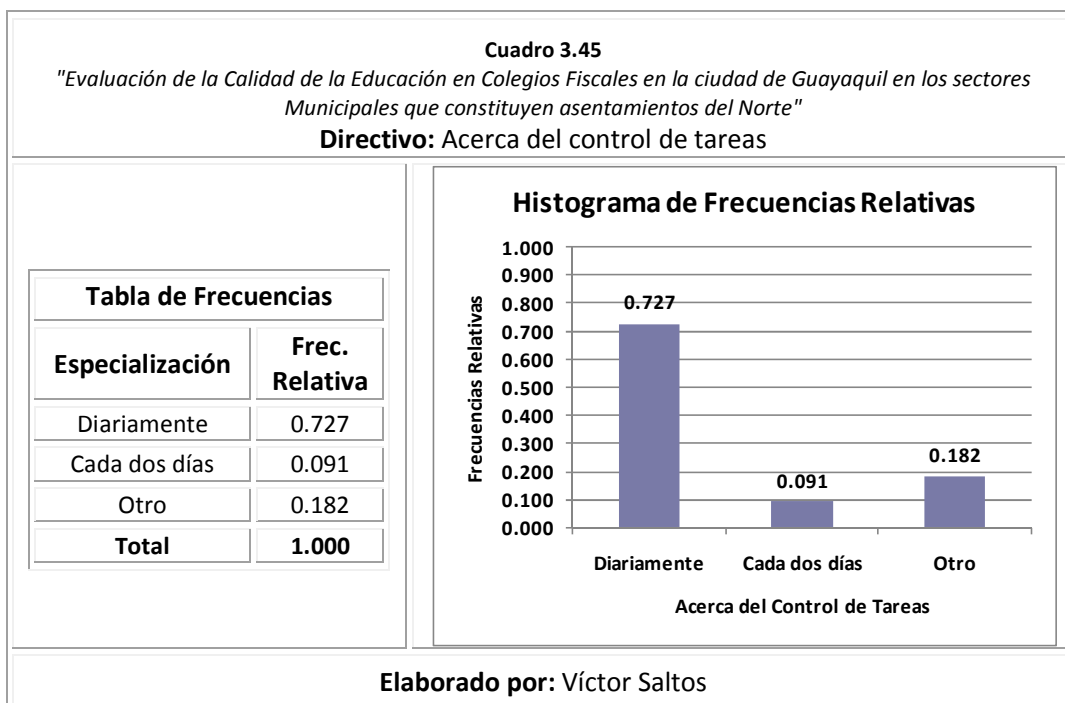 Cuadro 3.45
"Evaluación de la Calidad de la Educación en Colegios Fiscales en la ciudad de Guayaquil en los sectores
Municipales que constituyen asentamientos del Norte"
Directivo: Acerca del control de tareas
Tabla de Frecuencias
Especialización Frec. Relativa
Diariamente 0.727
Cada dos días 0.091
Otro 0.182
Total 1.000
Histograma de Frecuencias Relativas
Frecuencias Relativas
1.000
0.900
0.800
0.700
0.600
0.500
0.400
0.300
0.200
0.100
0.000
0.727
0.091
0.182
Diariamente Cada dos días Otro
Acerca del Control de Tareas
Elaborado por: Víctor Saltos